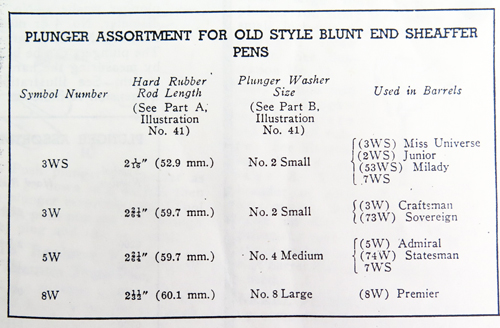 PLUNGER ASSORTMENT FOR OLD STYLE BLUNT END SHEAFFER
PENS
Symbol Number
Hard Rubber
Rod Length
(See Part A,
Illustration
No. 41)
Plunger Washer
Size
(See Part B,
Illustration
No. 41)
Used in Barrels
3WS 2 1/16" (52.9 mm.) No. 2 Small
(3WS) Miss Universe
(2WS) Junior
(53WS) Milady
7WS
3W 2 21/64" (59.7 mm.) No. 2 Small
(3W) Craftsman
(73W) Sovereign
5W 2 21/64" (59.7 mm.) No. 4 Medium
(5W) Admiral
(74W) Statesman
7WS
8W 2 13/32" (60.1 mm.) No. 8 Large (8W) Premier